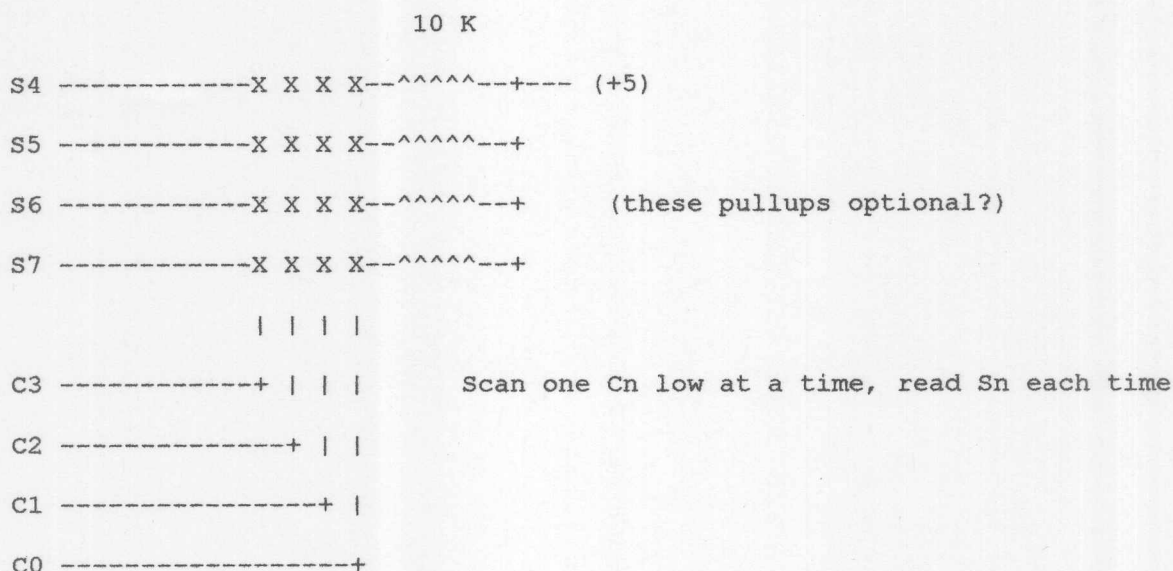 10 K
S4 ------------X X X X--^^^^^--+--- (+5)
S5 ------------X X X X--^^^^^--+
S6 ------------X X X X--^^^^^--+ (these pullups optional?)
S7 ------------X X X X--^^^^^--+
| | | |
C3 ------------+ | | | Scan one Cn low at a time, read Sn each time
C2 --------------+ | |
C1 ----------------+ |
C0 ------------------+